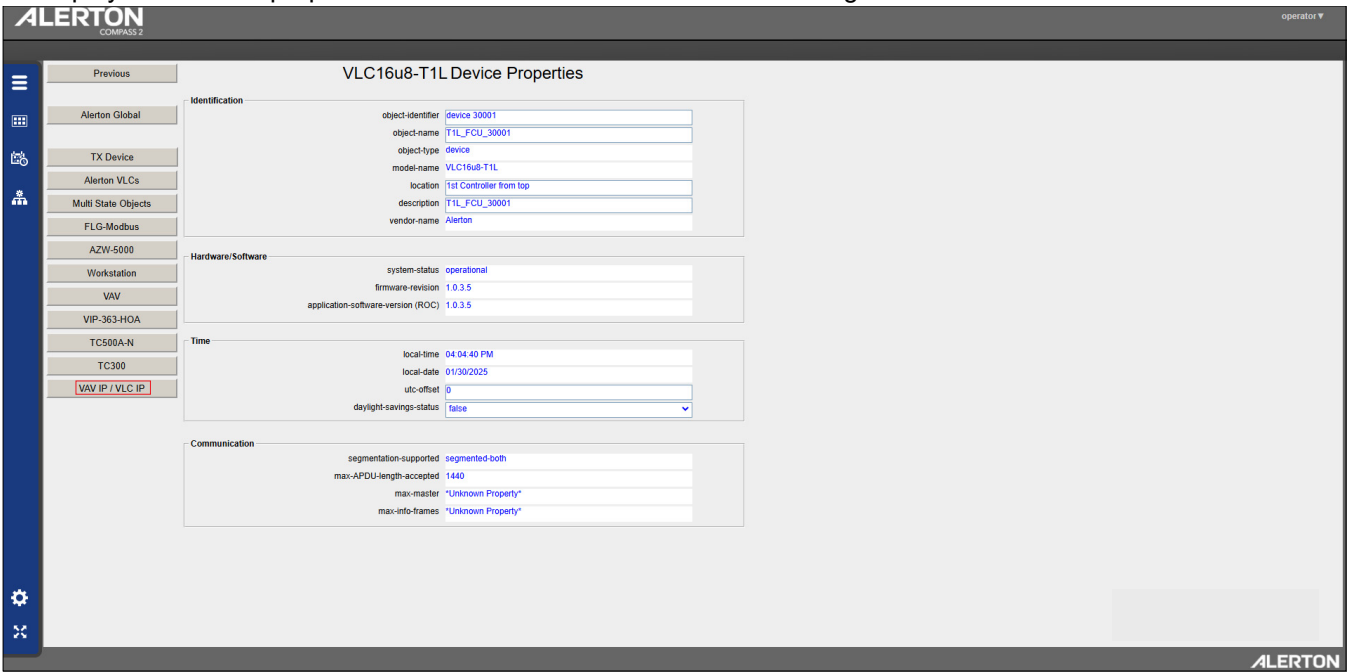 ALERTON
COMPASS 2
operator▼
Previous
Alerton Global
TX Device
Alerton VLCs
Multi State Objects
FLG-Modbus
AZW-5000
Workstation
VAV
VIP-363-HOA
TC500A-N
TC300
VAV IP / VLC IP
VLC16u8-T1L Device Properties
Identification
object-identifier device 30001
object-name T1L_FCU_30001
object-type device
model-name VLC16u8-T1L
location 1st Controller from top
description T1L_FCU_30001
vendor-name Alerton
Hardware/Software
system-status operational
firmware-revision 1.0.3.5
application-software-version (ROC) 1.0.3.5
Time
local-time 04:04:40 PM
local-date 01/30/2025
utc-offset 0
daylight-savings-status false
Communication
segmentation-supported segmented-both
max-APDU-length-accepted 1440
max-master *Unknown Property*
max-info-frames *Unknown Property*
ALERTON